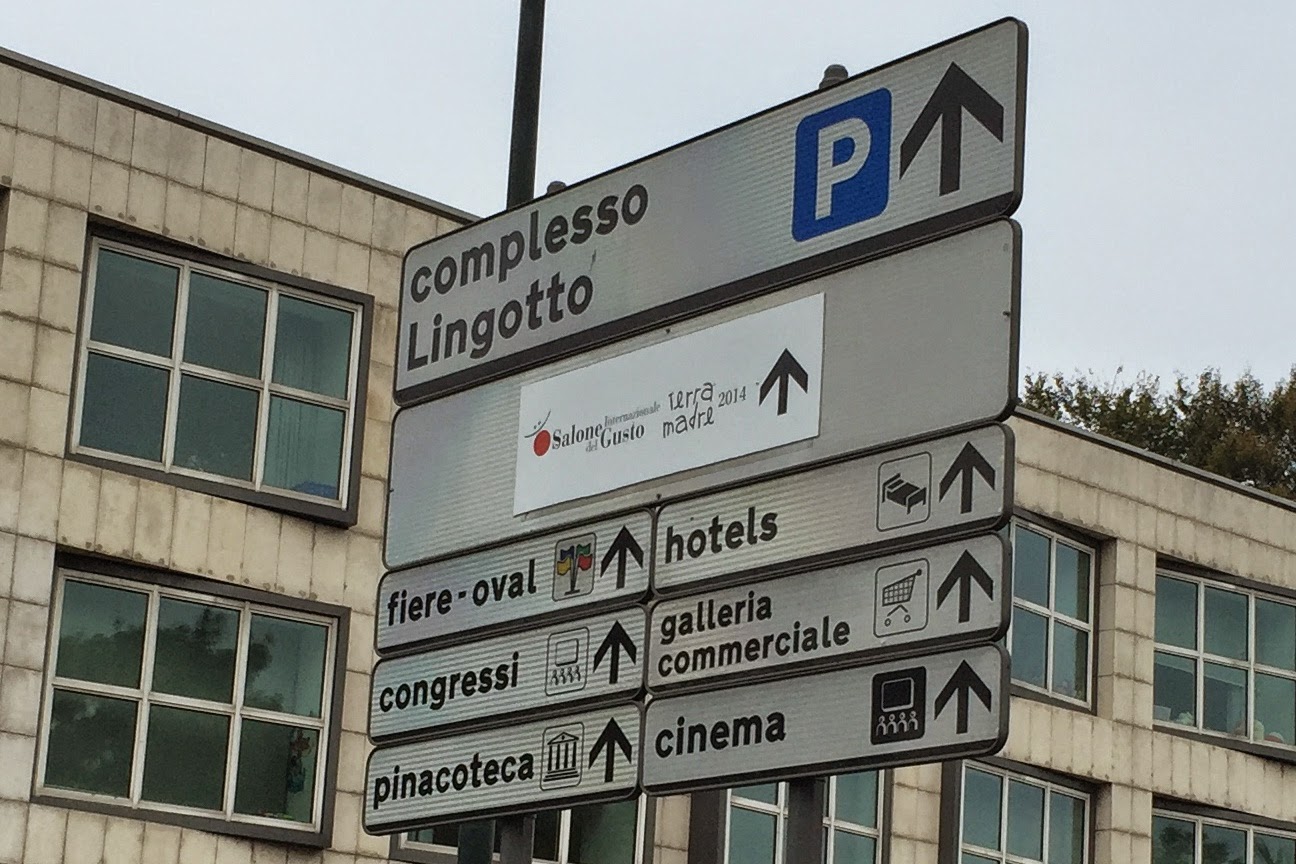 complesso
Lingotto
P
Salone Internazionale
del Gusto
Terra
madre 2014
fiere-oval
hotels
congressi
galleria
commerciale
pinacoteca
cinema